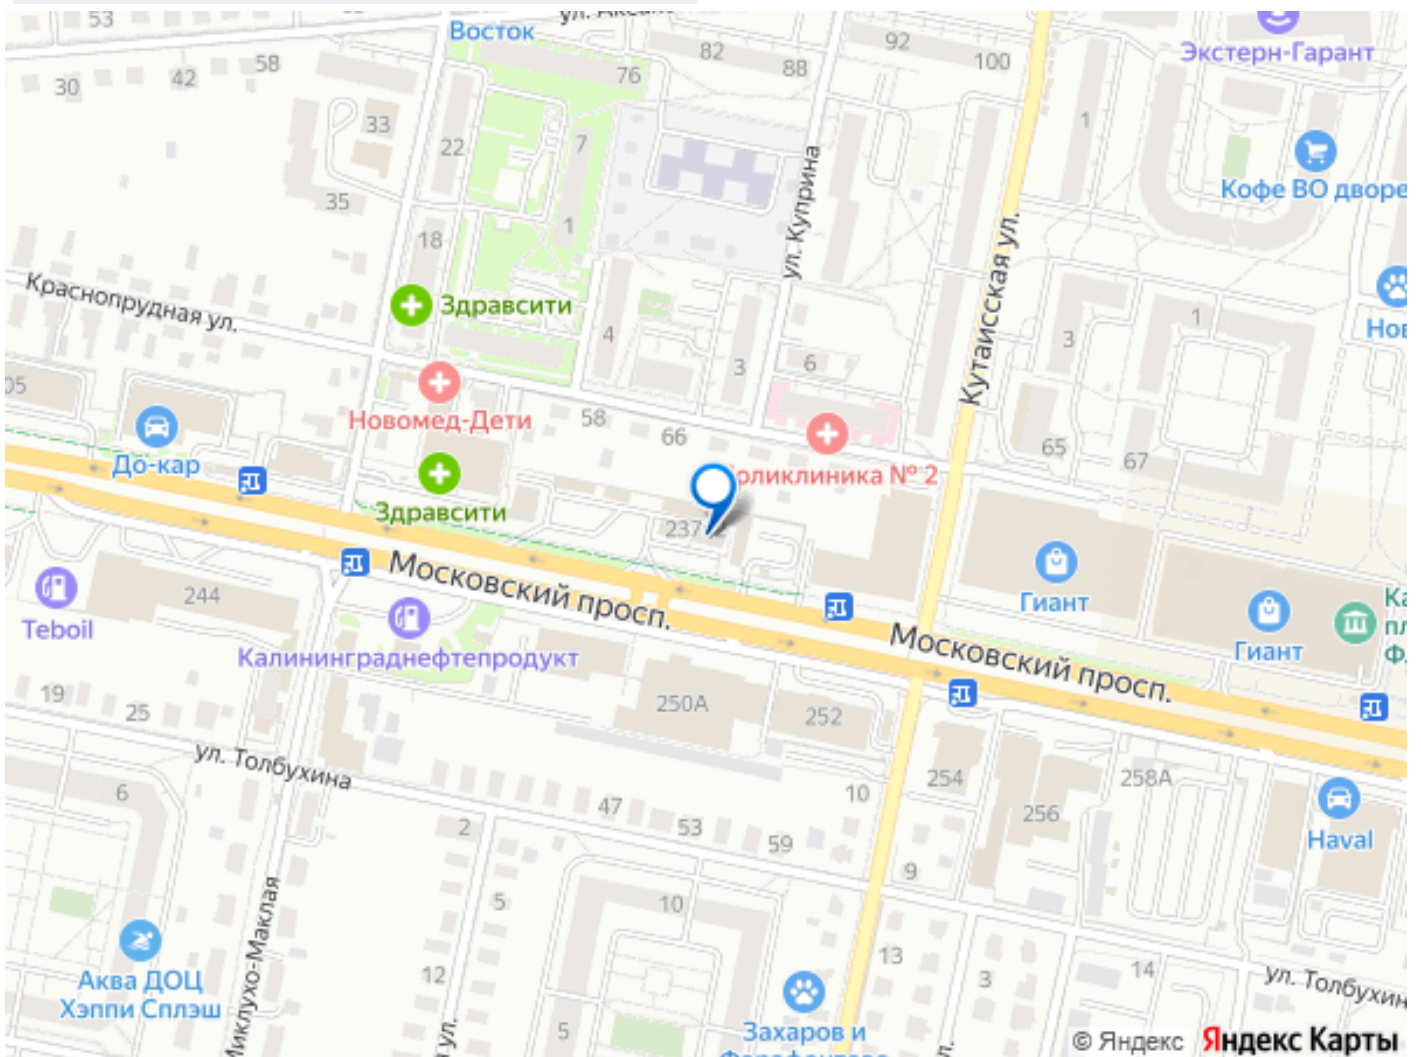 53
ул. Аксак
Восток
82
92
Экстерн-Гарант
58
42
30
76
88
100
33
22
7
1
ул. Куприна
Кофе ВО дворе
35
18
1
Кутаисская ул.
Краснопрудная ул.
Здравсити
4
3
6
3
1
Нов
05
Новомед-Дети
58
66
65
67
До-кар
Поликлиника № 2
Здравсити
237
Московский просп.
244
Teboil
Калининграднефтепродукт
Гиант
Гиант
Ка
пл
Ф
Московский просп.
19
25
250А
252
254
258А
ул. Толбухина
6
2
47
53
59
10
256
Haval
9
5
10
Миклухо-Маклая
Аква ДОЦ
Хэппи Сплэш
12
13
3
14
ул. Толбухин
5
Захаров и
ул.
ул.
© Яндекс Яндекс Карты